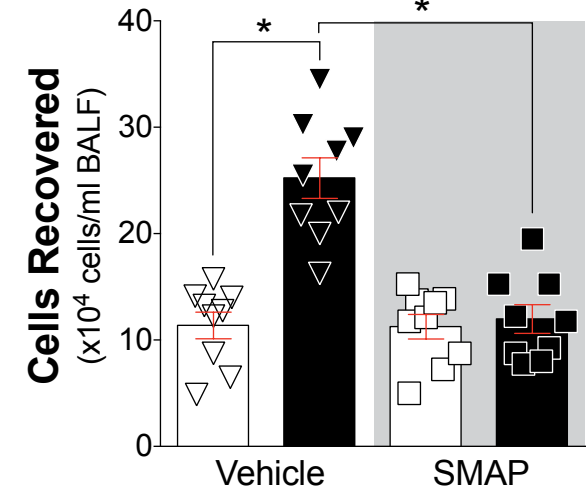 *
*
40
30
20
10
0
Cells Recovered
(x10⁴ cells/ml BALF)
Vehicle
SMAP